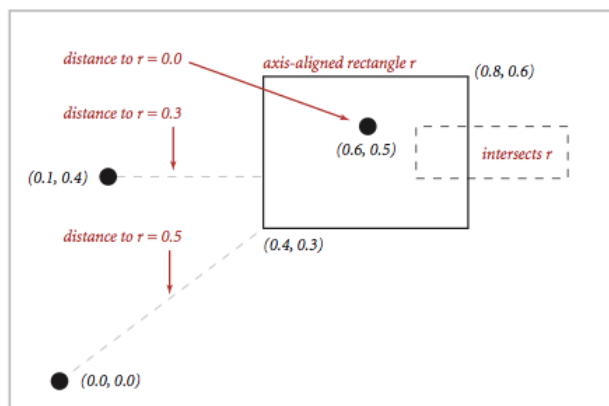 distance to r = 0.0
axis-aligned rectangle r
(0.8, 0.6)
distance to r = 0.3
(0.6, 0.5)
intersects r
(0.1, 0.4)
distance to r = 0.5
(0.4, 0.3)
(0.0, 0.0)